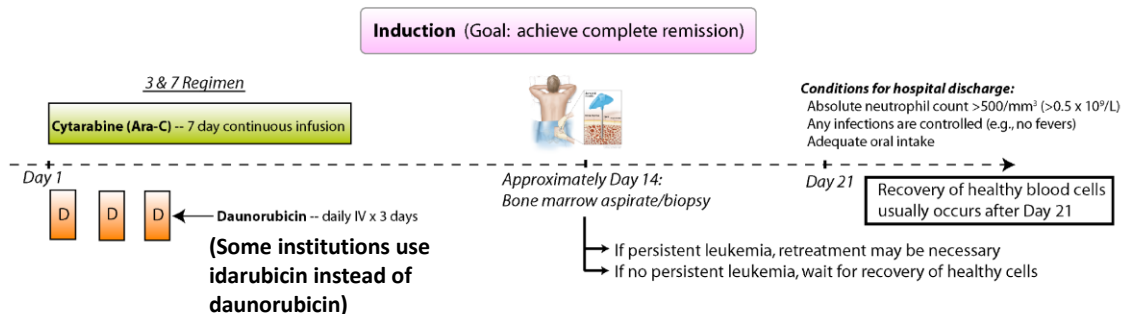 Induction (Goal: achieve complete remission)
3 & 7 Regimen
Cytarabine (Ara-C) -- 7 day continuous infusion
Conditions for hospital discharge:
Absolute neutrophil count >500/mm³ (>0.5 x 10⁹/L)
Any infections are controlled (e.g., no fevers)
Adequate oral intake
Day 1
D
D
D
Daunorubicin -- daily IV x 3 days
(Some institutions use
idarubicin instead of
daunorubicin)
Approximately Day 14:
Bone marrow aspirate/biopsy
If persistent leukemia, retreatment may be necessary
If no persistent leukemia, wait for recovery of healthy cells
Day 21
Recovery of healthy blood cells
usually occurs after Day 21